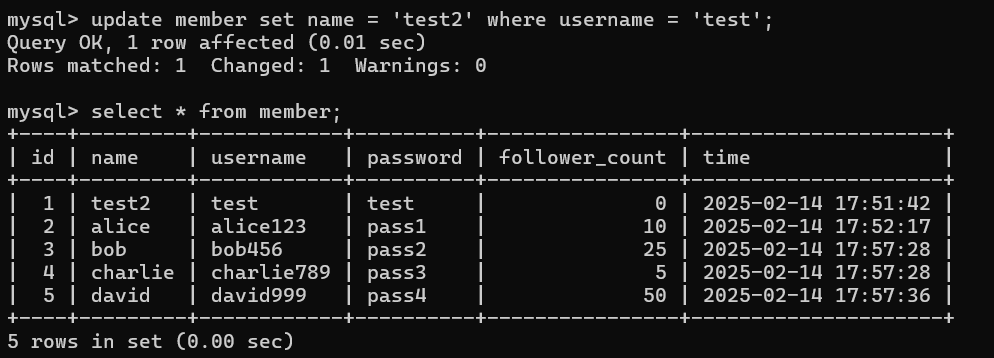 mysql> update member set name = 'test2' where username = 'test';
Query OK, 1 row affected (0.01 sec)
Rows matched: 1  Changed: 1  Warnings: 0

mysql> select * from member;
+----+---------+------------+----------+----------------+---------------------+
| id | name    | username   | password | follower_count | time                |
+----+---------+------------+----------+----------------+---------------------+
|  1 | test2   | test       | test     |              0 | 2025-02-14 17:51:42 |
|  2 | alice   | alice123   | pass1    |             10 | 2025-02-14 17:52:17 |
|  3 | bob     | bob456     | pass2    |             25 | 2025-02-14 17:57:28 |
|  4 | charlie | charlie789 | pass3    |              5 | 2025-02-14 17:57:28 |
|  5 | david   | david999   | pass4    |             50 | 2025-02-14 17:57:36 |
+----+---------+------------+----------+----------------+---------------------+
5 rows in set (0.00 sec)